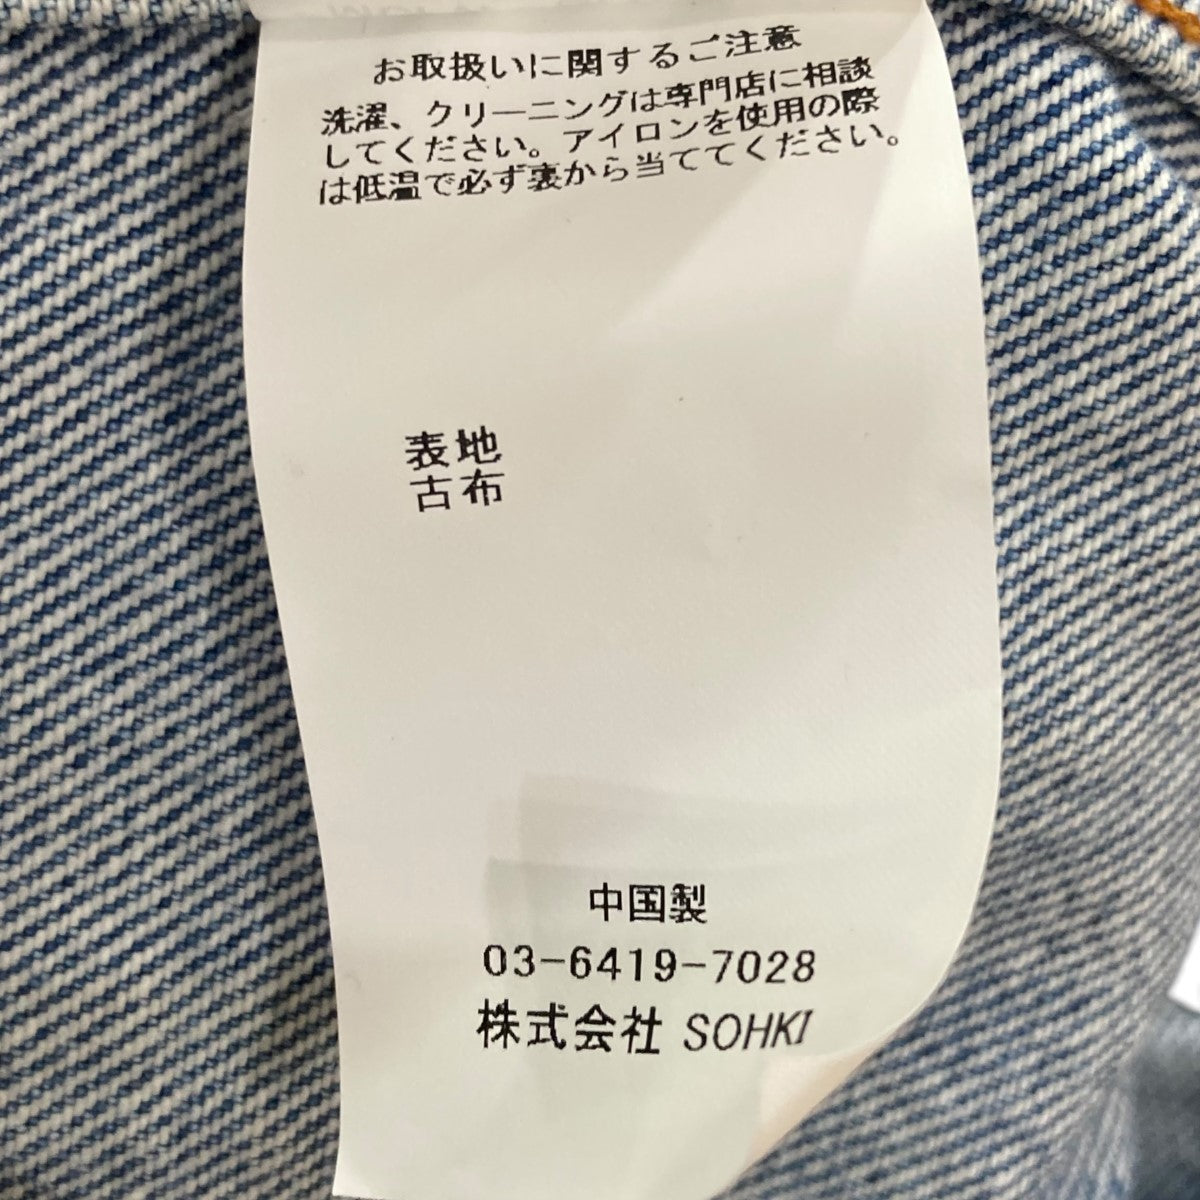 お取扱いに関するご注意
洗濯、クリーニングは専門店に相談
してください。アイロンを使用の際
は低温で必ず裏から当ててください。
表地
古布
中国製
03-6419-7028
株式会社 SOHKI